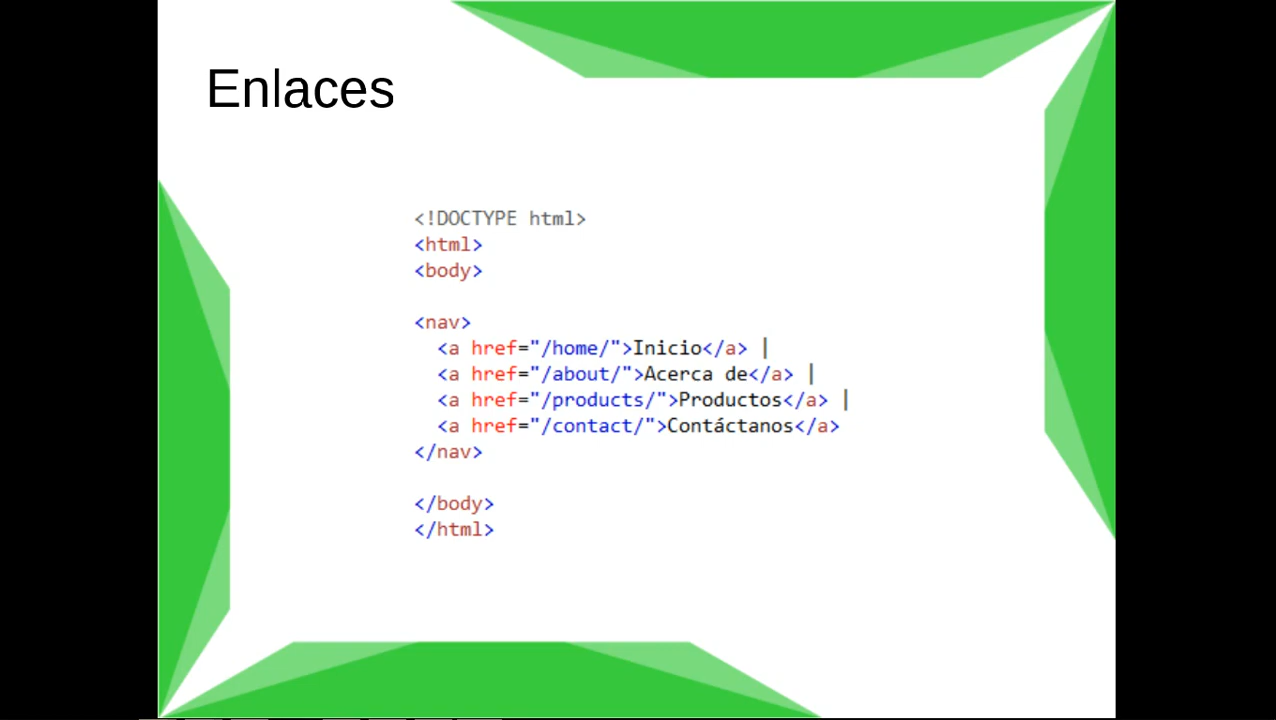 Enlaces
<!DOCTYPE html>
<html>
<body>
<nav>
<a href="/home/">Inicio</a> |
<a href="/about/">Acerca de</a> |
<a href="/products/">Productos</a> |
<a href="/contact/">Contáctanos</a>
</nav>
</body>
</html>